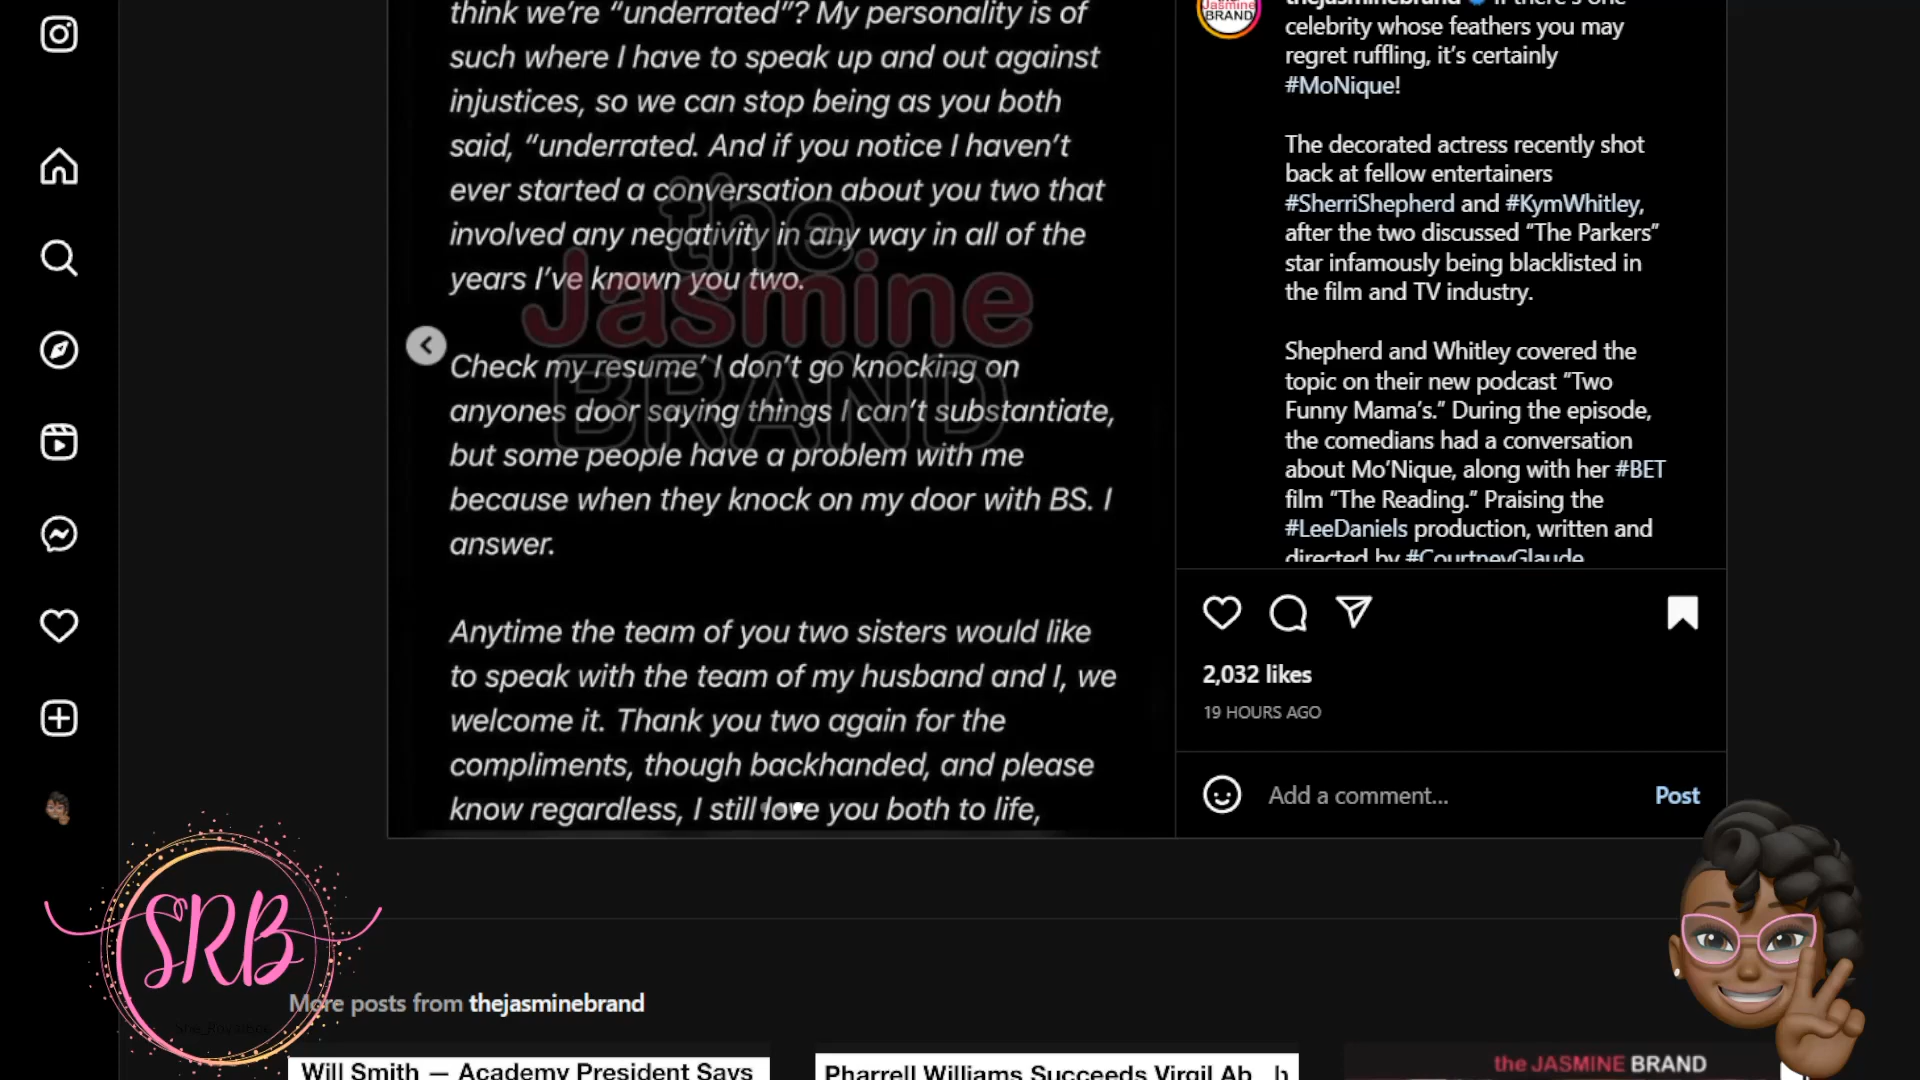 think we're “underrated”? My personality is of
such where I have to speak up and out against
injustices, so we can stop being as you both
said, “underrated. And if you notice I haven't
ever started a conversation about you two that
involved any negativity in any way in all of the
years I've known you two.
Check my resume' I don't go knocking on
anyones door saying things I can't substantiate,
but some people have a problem with me
because when they knock on my door with BS. I
answer.
Anytime the team of you two sisters would like
to speak with the team of my husband and I, we
welcome it. Thank you two again for the
compliments, though backhanded, and please
know regardless, I still love you both to life,
the
Jasmine
BRAND
Jasmine
BRAND
thejasminebrand If there's one
celebrity whose feathers you may
regret ruffling, it's certainly
#MoNique!
The decorated actress recently shot
back at fellow entertainers
#SherriShepherd and #KymWhitley,
after the two discussed “The Parkers”
star infamously being blacklisted in
the film and TV industry.
Shepherd and Whitley covered the
topic on their new podcast “Two
Funny Mama's.” During the episode,
the comedians had a conversation
about Mo'Nique, along with her #BET
film “The Reading.” Praising the
#LeeDaniels production, written and
directed by #CourtneyGlaude
2,032 likes
19 HOURS AGO
Add a comment... Post
SRB
More posts from thejasminebrand
Will Smith — Academy President Says
Pharrell Williams Succeeds Virgil Ab
the JASMINE BRAND